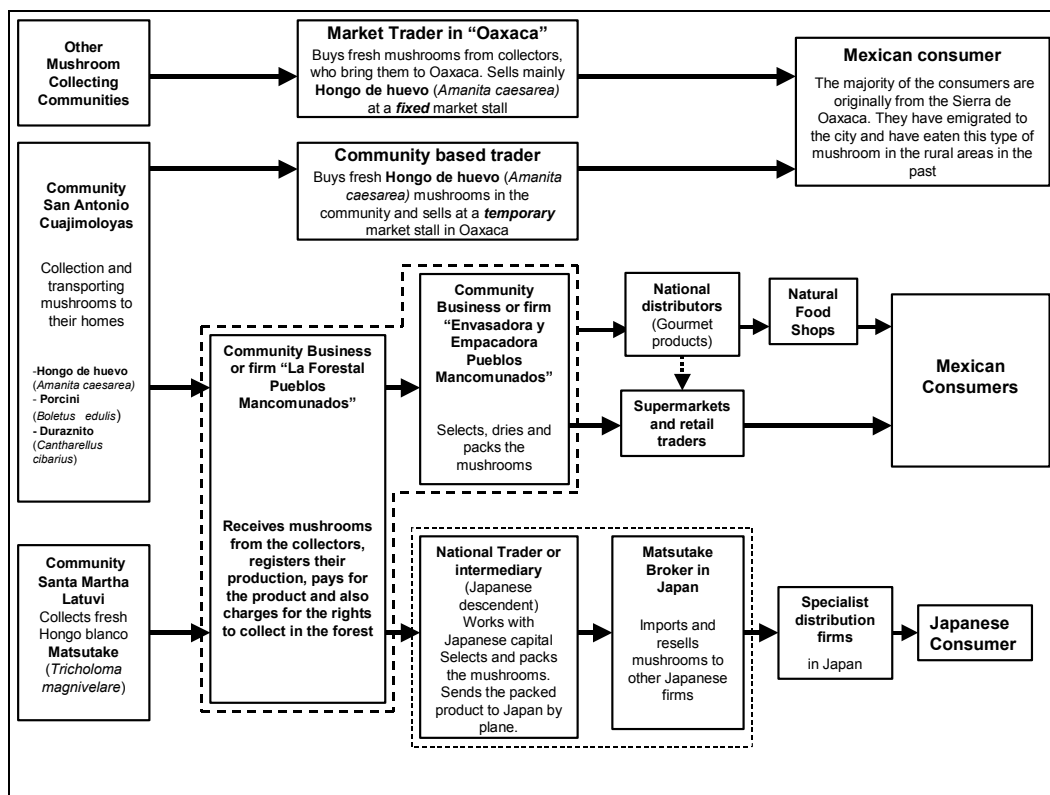 Other
Mushroom
Collecting
Communities
Market Trader in “Oaxaca”
Buys fresh mushrooms from collectors,
who bring them to Oaxaca. Sells mainly
Hongo de huevo (Amanita caesarea)
at a fixed market stall
Mexican consumer
The majority of the consumers are
originally from the Sierra de
Oaxaca. They have emigrated to
the city and have eaten this type of
mushroom in the rural areas in the
past
Community based trader
Buys fresh Hongo de huevo (Amanita
caesarea) mushrooms in the
community and sells at a temporary
market stall in Oaxaca
Community
San Antonio
Cuajimoloyas
Collection and
transporting
mushrooms to
their homes
-Hongo de huevo
(Amanita caesarea)
- Porcini
(Boletus edulis)
- Duraznito
(Cantharellus
cibarius)
Community Business
or firm “La Forestal
Pueblos
Mancomunados”
Receives mushrooms
from the collectors,
registers their
production, pays for
the product and also
charges for the rights
to collect in the forest
Community
Business or firm
“Envasadora y
Empacadora Pueblos
Mancomunados”
Selects, dries and
packs the
mushrooms
National
distributors
(Gourmet
products)
Natural
Food
Shops
Supermarkets
and retail
traders
Mexican
Consumers
Community
Santa Martha
Latuvi
Collects fresh
Hongo blanco
Matsutake
(Tricholoma
magnivelare)
National Trader or
intermediary
(Japanese
descendent)
Works with
Japanese capital
Selects and packs
the mushrooms.
Sends the packed
product to Japan by
plane.
Matsutake
Broker in
Japan
Imports and
resells
mushrooms to
other Japanese
firms
Specialist
distribution
firms
in Japan
Japanese
Consumer